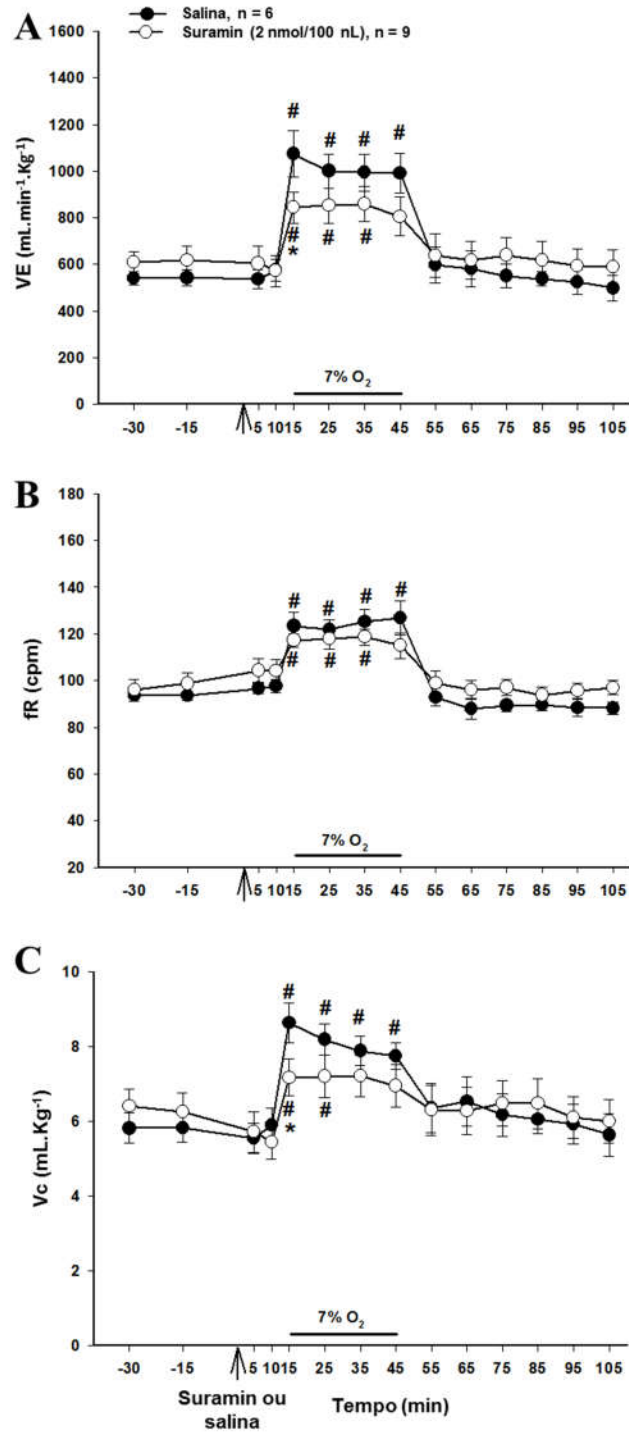 A
Salina, n = 6
Suramin (2 nmol/100 nL), n = 9
1600
1400
1200
1000
800
600
400
200
0
VE (mL.min-1.Kg-1)
# # # #
# # #
*
7% O2
-30 -15 5 10 15 25 35 45 55 65 75 85 95 105
B
180
160
140
120
100
80
60
40
20
fR (cpm)
# # # #
# # #
7% O2
-30 -15 5 10 15 25 35 45 55 65 75 85 95 105
C
10
8
6
4
2
0
Vc (mL.Kg-1)
# # # #
# #
*
7% O2
-30 -15 5 10 15 25 35 45 55 65 75 85 95 105
Suramin ou
salina
Tempo (min)